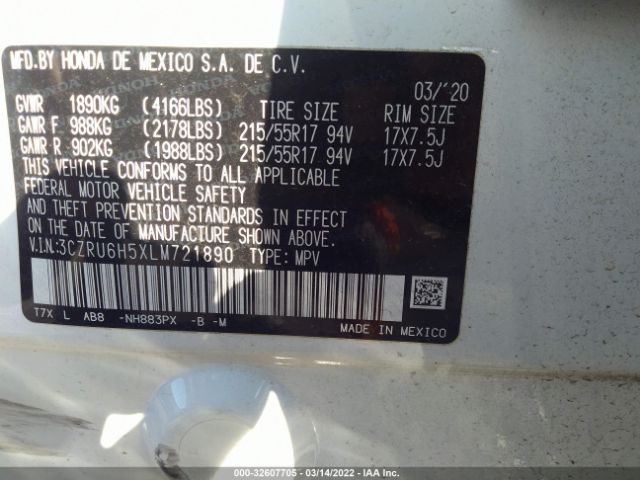 MFD.BY HONDA DE MEXICO S.A. DE C.V.
03/'20
GVWR 1890KG (4166LBS) TIRE SIZE RIM SIZE
GAWR F 988KG (2178LBS) 215/55R17 94V 17X7.5J
GAWR R 902KG (1988LBS) 215/55R17 94V 17X7.5J
THIS VEHICLE CONFORMS TO ALL APPLICABLE
FEDERAL MOTOR VEHICLE SAFETY
AND THEFT PREVENTION STANDARDS IN EFFECT
ON THE DATE OF MANUFACTURE SHOWN ABOVE.
V.I.N:3CZRU6H5XLM721890 TYPE: MPV
T7X L AB8 -NH883PX -B -M
MADE IN MEXICO
000-32607705 - 03/14/2022 - IAA Inc.